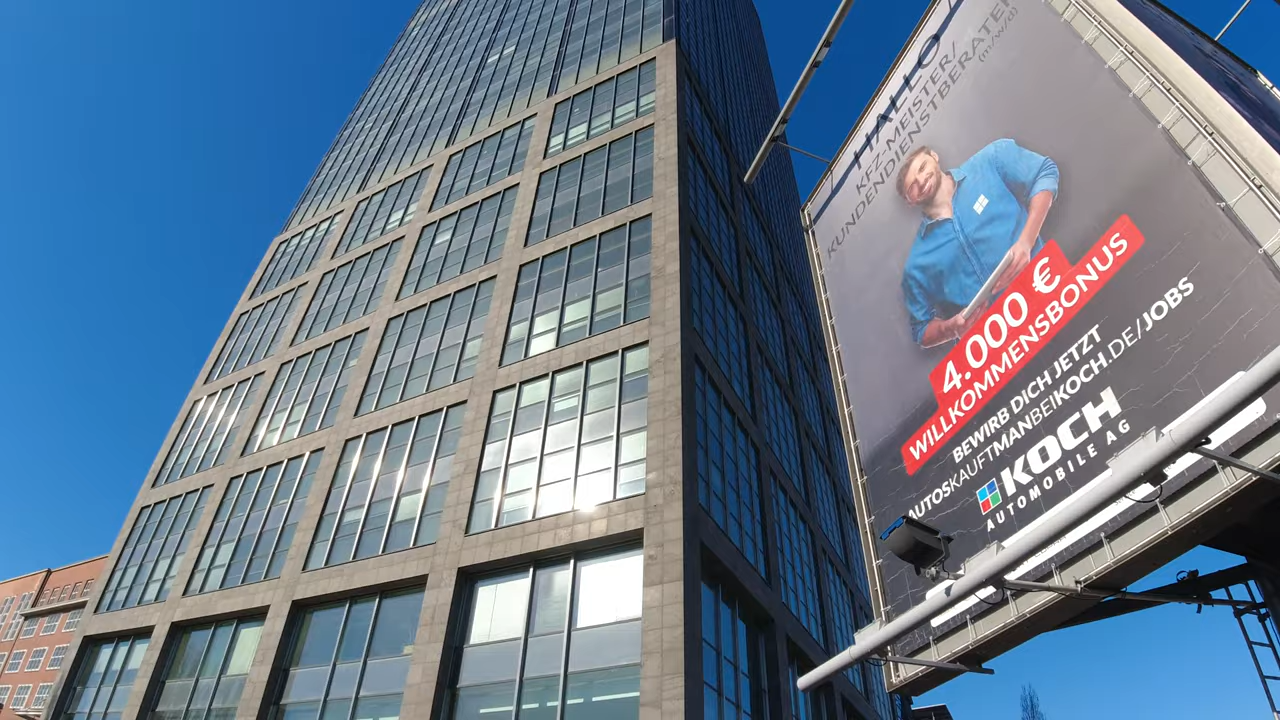 HALLO
KFZ-MEISTER/
KUNDENDIENSTBERATER
(m/w/d)
4.000 €
WILLKOMMENSBONUS
BEWIRB DICH JETZT
AUTOSKAUFTMANBEIKOCH.DE/JOBS
KOCH
AUTOMOBILE AG